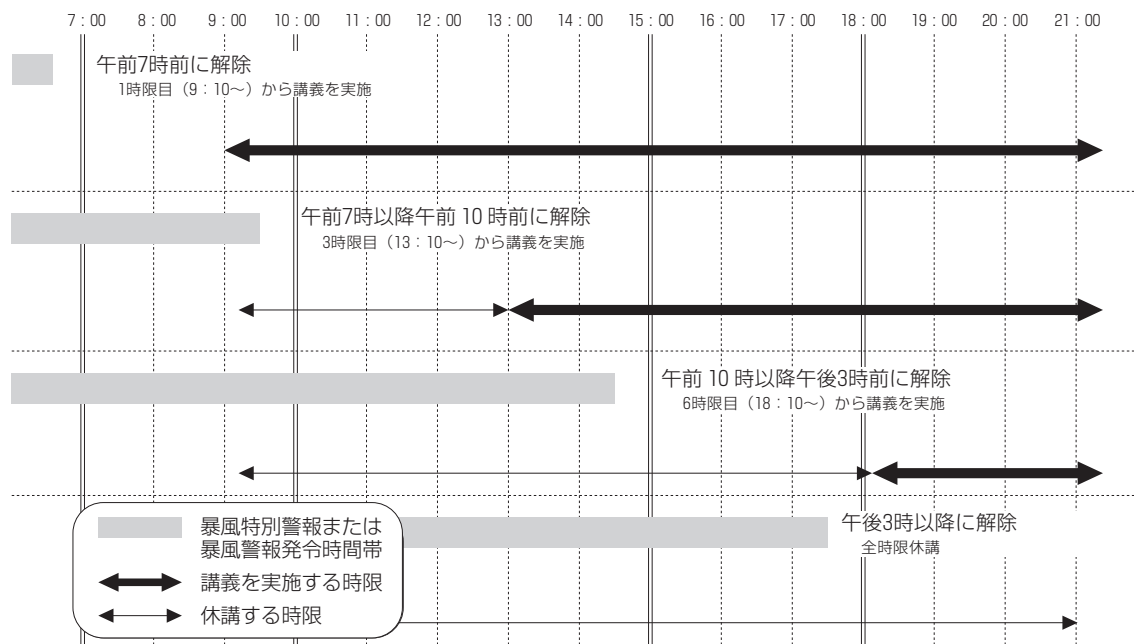 7：00 8：00 9：00 10：00 11：00 12：00 13：00 14：00 15：00 16：00 17：00 18：00 19：00 20：00 21：00
午前7時前に解除
1時限目（9：10〜）から講義を実施
午前7時以降午前 10 時前に解除
3時限目（13：10〜）から講義を実施
午前 10 時以降午後3時前に解除
6時限目（18：10〜）から講義を実施
午後3時以降に解除
全時限休講
暴風特別警報または
暴風警報発令時間帯
講義を実施する時限
休講する時限